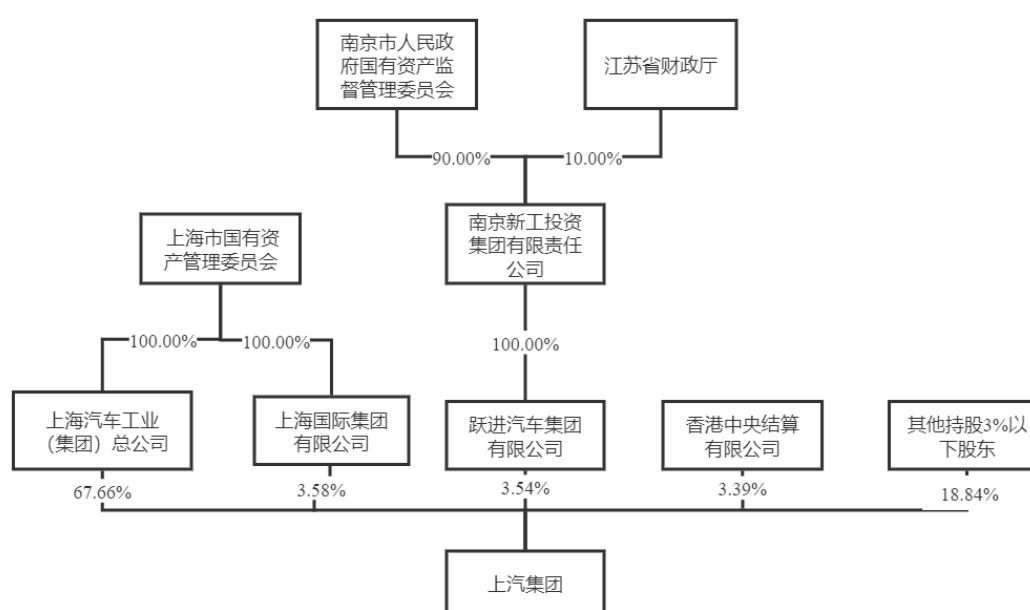 南京市人民政
府国有资产监
督管理委员会
江苏省财政厅
90.00%
10.00%
上海市国有资
产管理委员会
南京新工投资
集团有限责任
公司
100.00%
100.00%
100.00%
上海汽车工业
（集团）总公司
上海国际集团
有限公司
跃进汽车集团
有限公司
香港中央结算
有限公司
其他持股3%以
下股东
67.66%
3.58%
3.54%
3.39%
18.84%
上汽集团